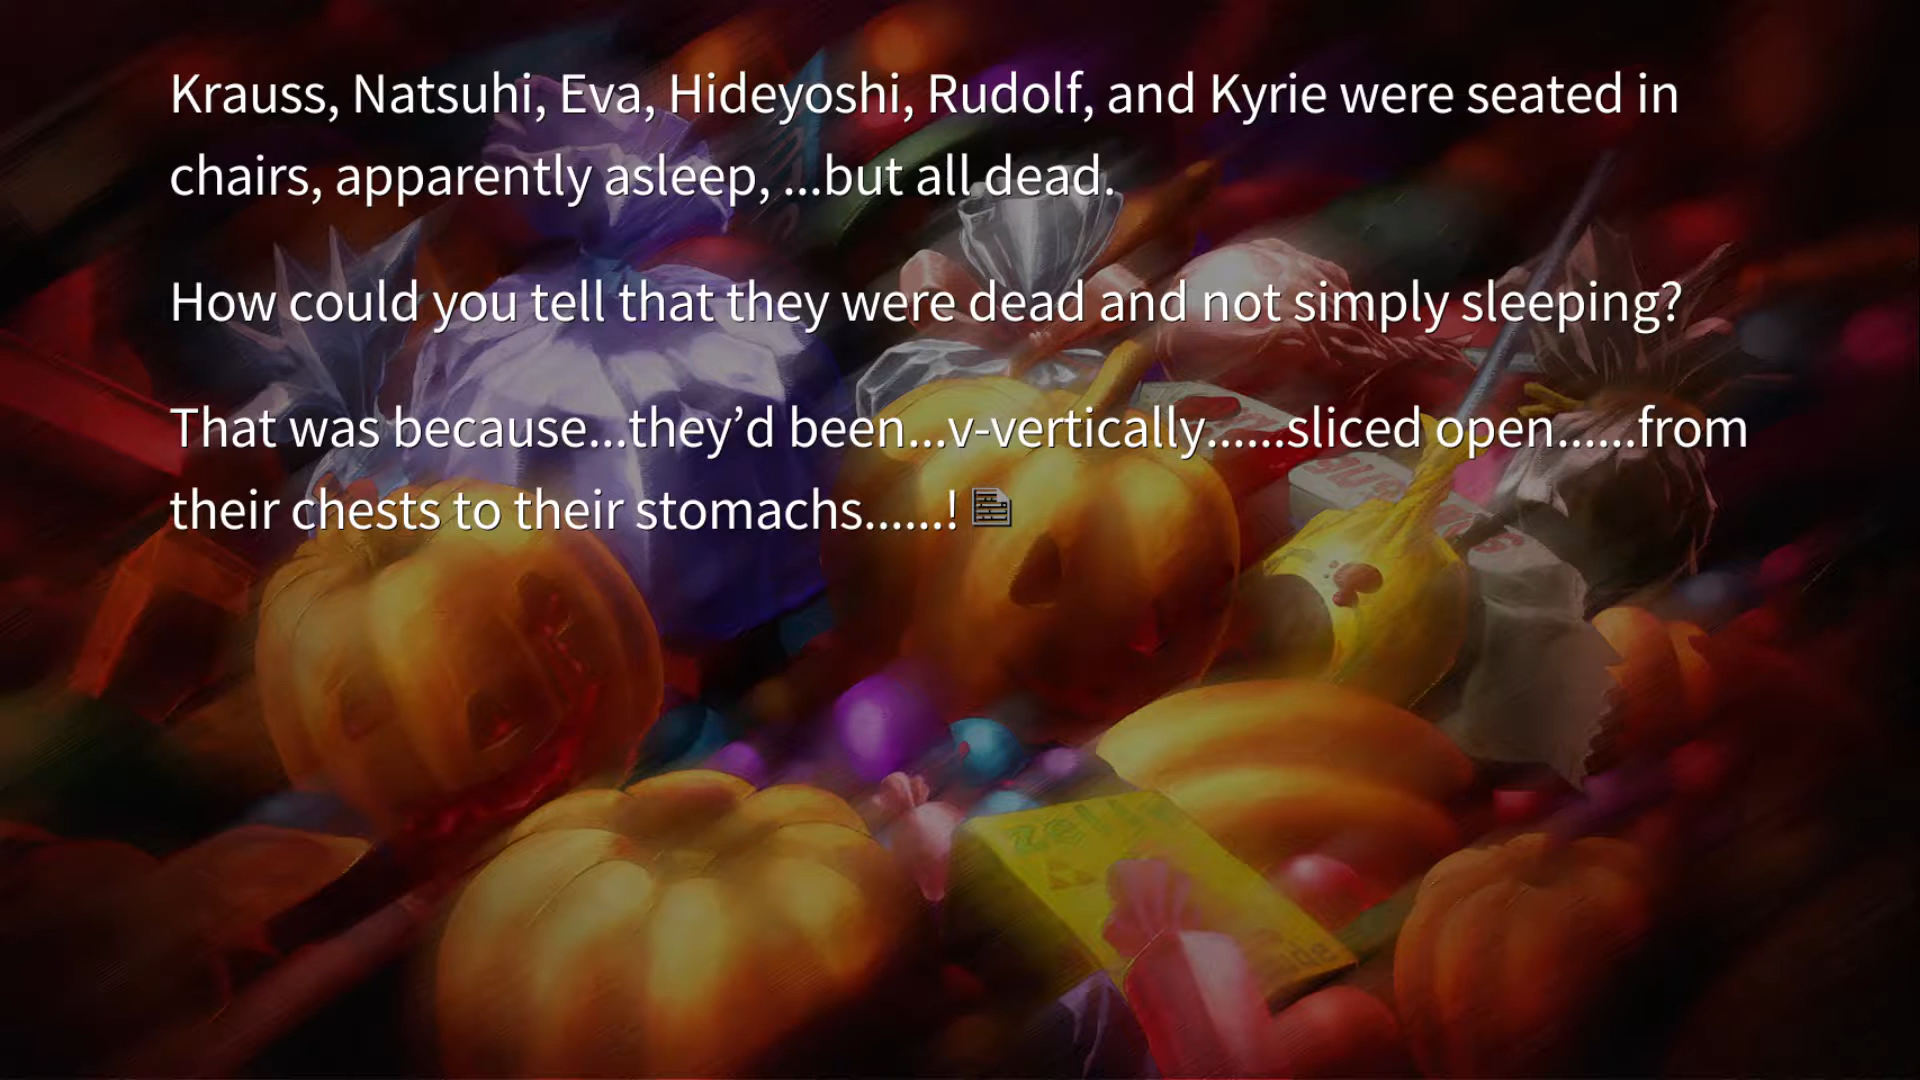 Krauss, Natsuhi, Eva, Hideyoshi, Rudolf, and Kyrie were seated in
chairs, apparently asleep, ...but all dead.
How could you tell that they were dead and not simply sleeping?
That was because...they’d been...v-vertically......sliced open......from
their chests to their stomachs......!